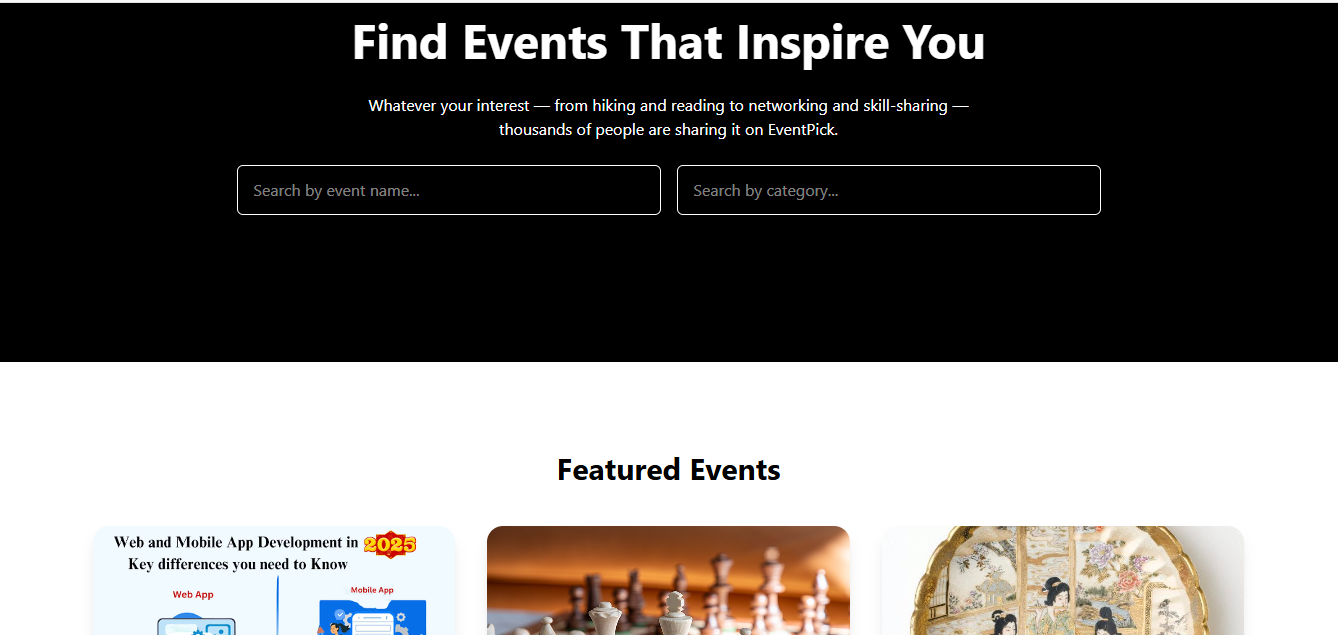 Find Events That Inspire You
Whatever your interest — from hiking and reading to networking and skill-sharing —
thousands of people are sharing it on EventPick.
Search by event name...
Search by category...
Featured Events
Web and Mobile App Development in 2025
Key differences you need to Know
Web App
Mobile App